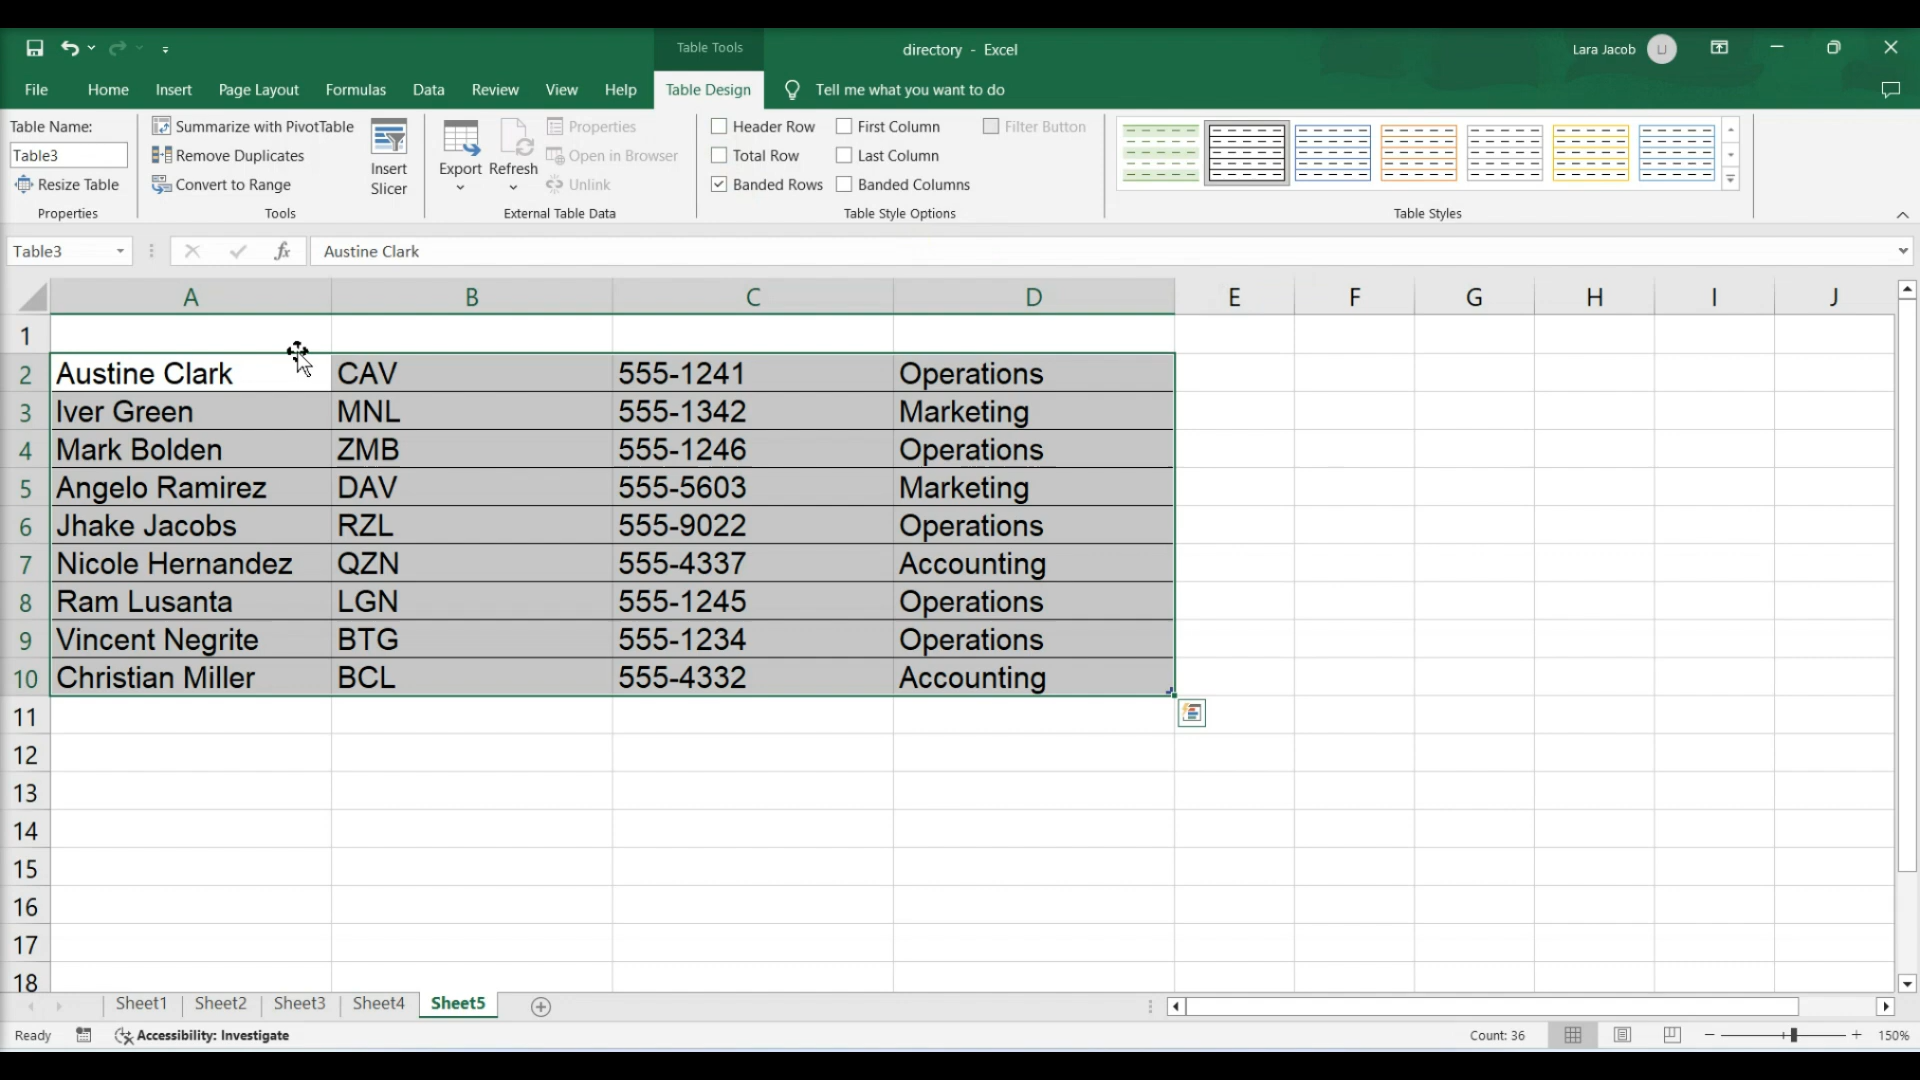 Table Tools
directory - Excel
Lara Jacob LJ
File Home Insert Page Layout Formulas Data Review View Help Table Design Tell me what you want to do
Table Name:
Table3
Resize Table
Properties
Summarize with PivotTable
Remove Duplicates
Convert to Range
Insert
Slicer
Tools
Export
Refresh
Properties
Open in Browser
Unlink
External Table Data
Header Row First Column Filter Button
Total Row Last Column
Banded Rows Banded Columns
Table Style Options
Table Styles
Table3 fx Austine Clark
A B C D E F G H I J
1
2 Austine Clark CAV 555-1241 Operations
3 Iver Green MNL 555-1342 Marketing
4 Mark Bolden ZMB 555-1246 Operations
5 Angelo Ramirez DAV 555-5603 Marketing
6 Jhake Jacobs RZL 555-9022 Operations
7 Nicole Hernandez QZN 555-4337 Accounting
8 Ram Lusanta LGN 555-1245 Operations
9 Vincent Negrite BTG 555-1234 Operations
10 Christian Miller BCL 555-4332 Accounting
11
12
13
14
15
16
17
18
Sheet1 Sheet2 Sheet3 Sheet4 Sheet5
Ready Accessibility: Investigate Count: 36 150%